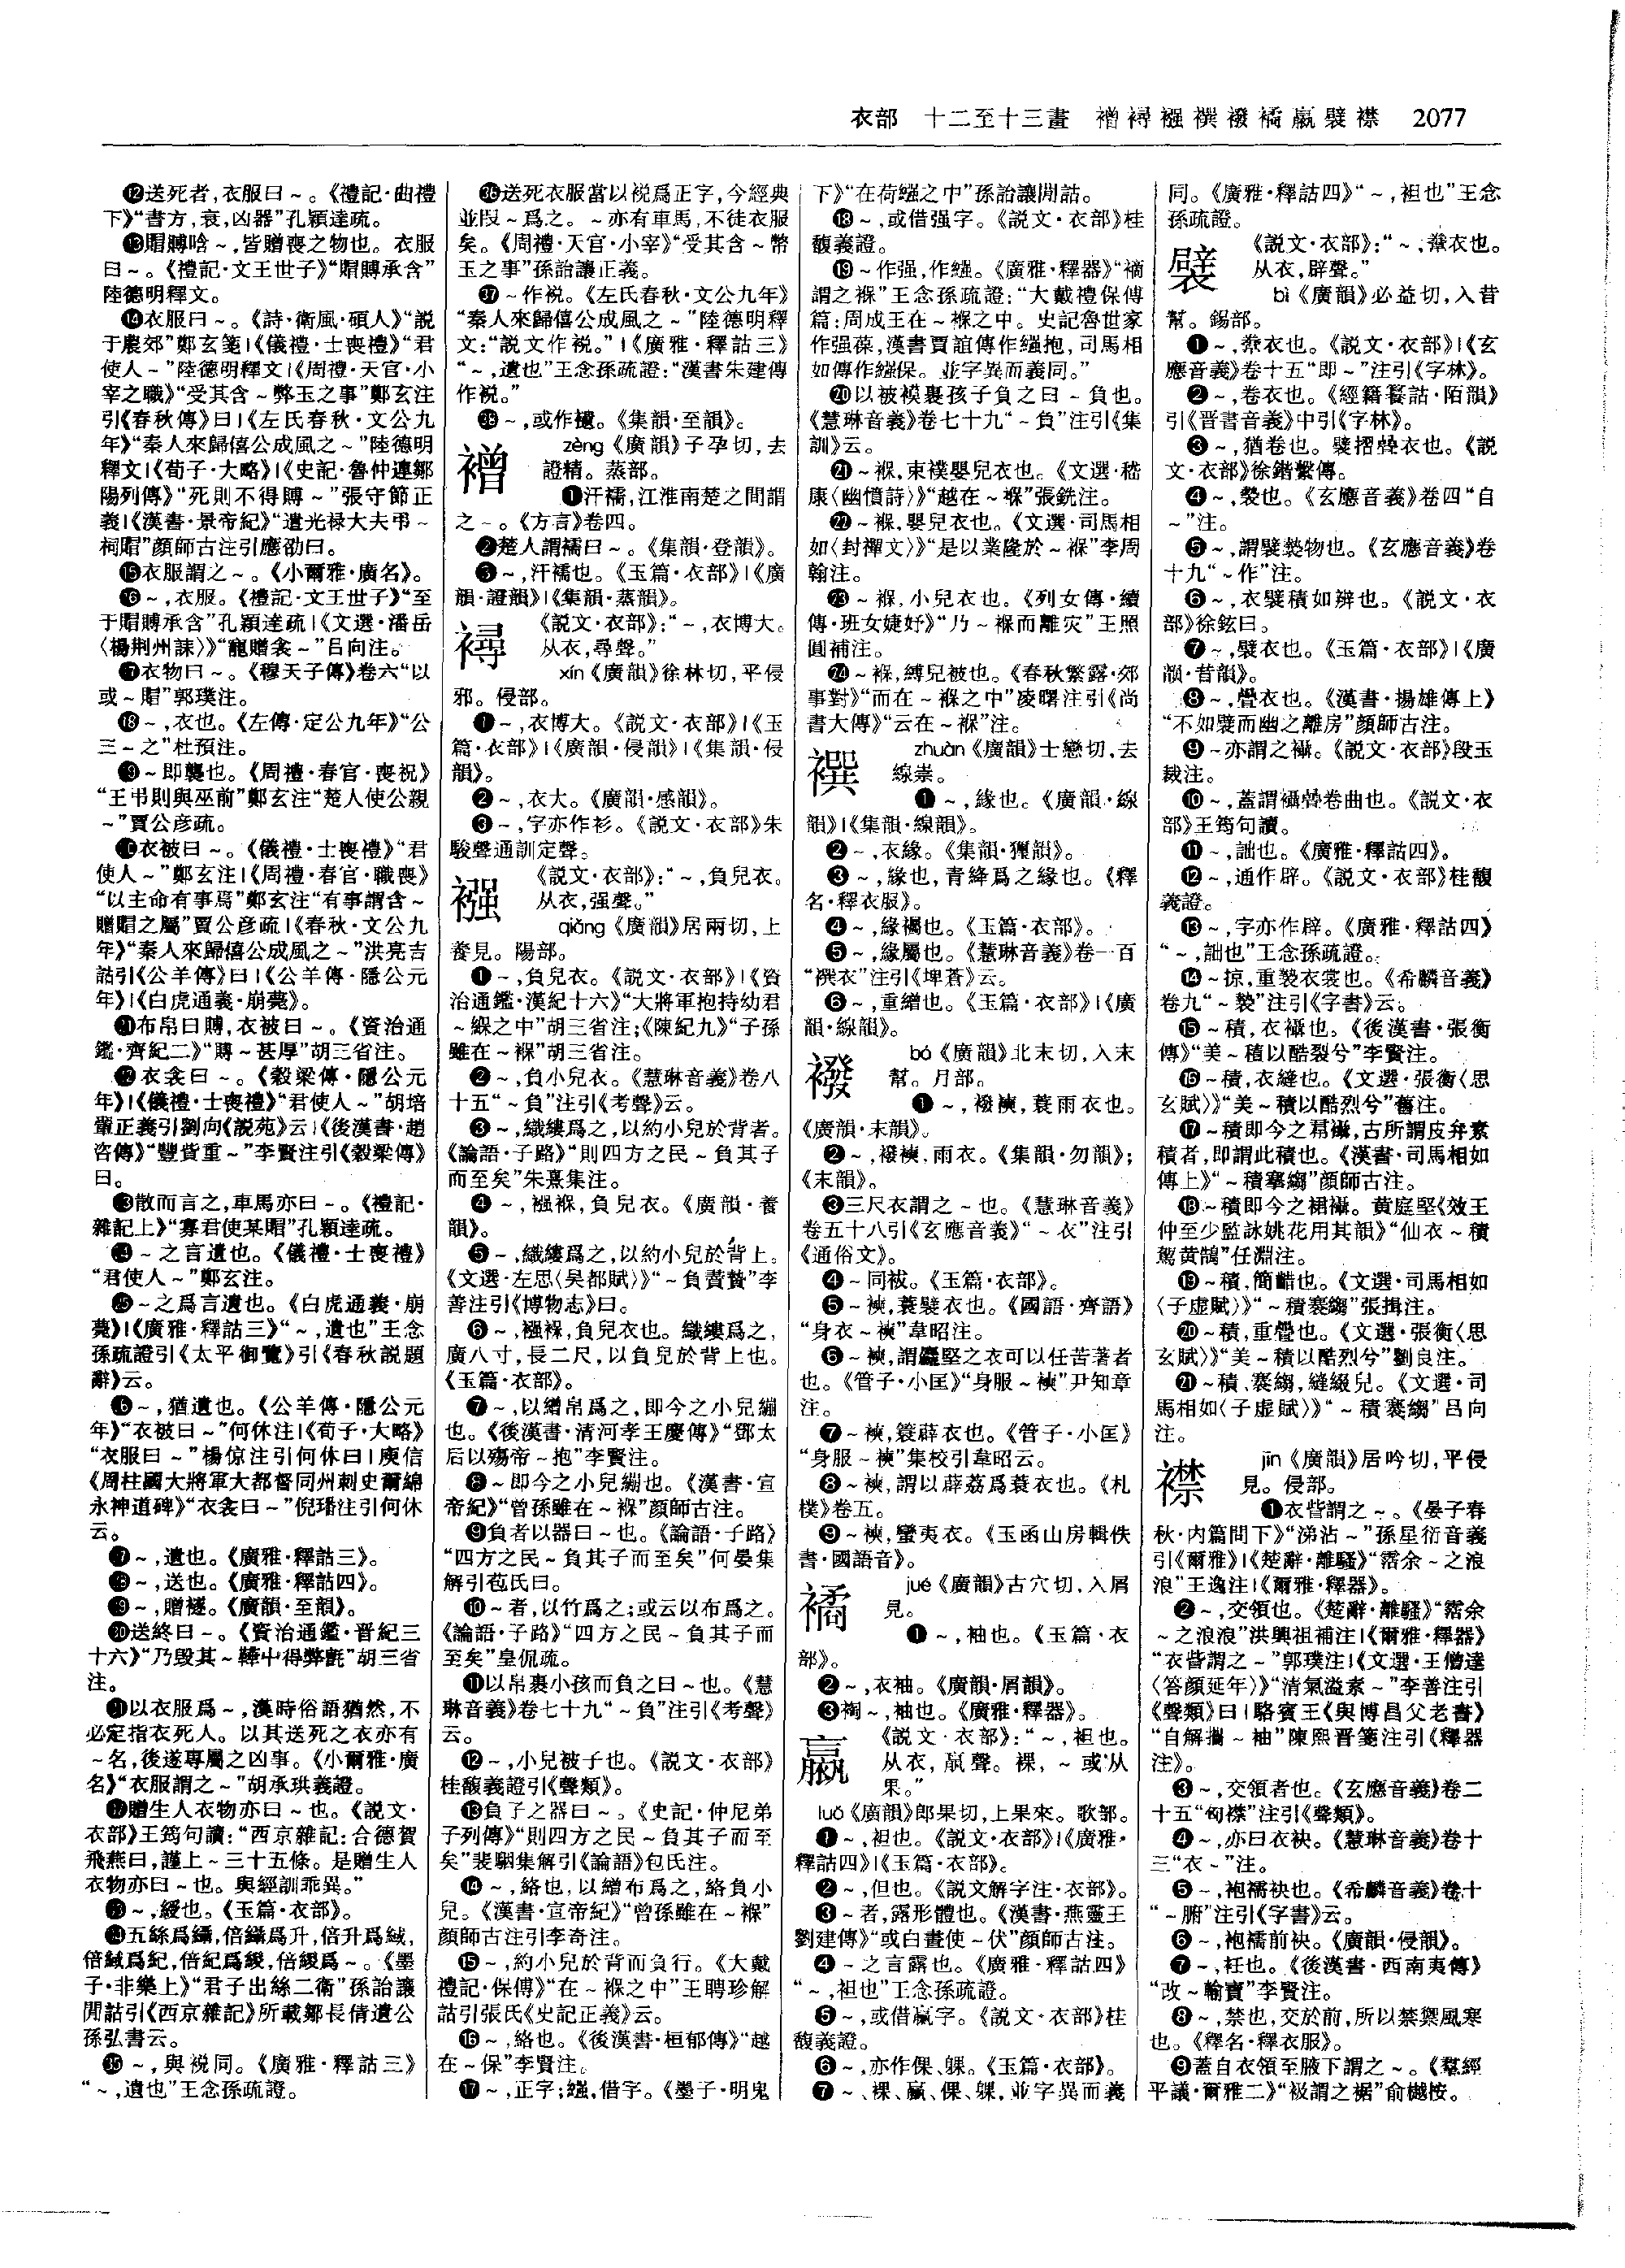 衣部　十二至十三畫　襘襑襁襈襏襦臝襞襟　2077
⓬送死者,衣服曰～。《禮記·曲禮
下》“書方,衰,凶器”孔穎達疏。
⓭賵賻唅～,皆贈喪之物也。衣服
曰～。《禮記·文王世子》“賵賻承含”
陸德明釋文。
⓮衣服曰～。《詩·衛風·碩人》“説
于農郊”鄭玄箋|《儀禮·士喪禮》“君
使人～”陸德明釋文|《周禮·天官·小
宰之職》“受其含～弊玉之事”鄭玄注
引《春秋傳》曰|《左氏春秋·文公九
年》“秦人來歸僖公成風之～”陸德明
釋文|《荀子·大略》|《史記·魯仲連鄒
陽列傳》“死則不得賻～”張守節正
義|《漢書·景帝紀》“遣光禄大夫弔～
祠賵”顔師古注引應劭曰。
⓯衣服謂之～。《小爾雅·廣名》。
⓰～,衣服。《禮記·文王世子》“至
于賵賻承含”孔穎達疏|《文選·潘岳
〈楊荆州誄〉》“寵贈衾～”吕向注。
⓱衣物曰～。《穆天子傳》卷六“以
或～賵”郭璞注。
⓲～,衣也。《左傳·定公九年》“公
三～之”杜預注。
⓳～即襲也。《周禮·春官·喪祝》
“王弔則與巫前”鄭玄注“楚人使公親
～”賈公彦疏。
⓴衣被曰～。《儀禮·士喪禮》“君
使人～”鄭玄注|《周禮·春官·職喪》
“以主命有事焉”鄭玄注“有事謂含～
贈賵之屬”賈公彦疏|《春秋·文公九
年》“秦人來歸僖公成風之～”洪亮吉
詁引《公羊傳》曰|《公羊傳·隱公元
年》|《白虎通義·崩薨》。
㉑布帛曰賻,衣被曰～。《資治通
鑑·齊紀二》“賻～甚厚”胡三省注。
㉒衣衾曰～。《穀梁傳·隱公元
年》|《儀禮·士喪禮》“君使人～”胡培
翬正義引劉向《説苑》云|《後漢書·趙
咨傳》“豐貲重～”李賢注引《穀梁傳》
曰。
㉓散而言之,車馬亦曰～。《禮記·
雜記上》“寡君使某賵”孔穎達疏。
㉔～之言遺也。《儀禮·士喪禮》
“君使人～”鄭玄注。
㉕～之爲言遺也。《白虎通義·崩
薨》|《廣雅·釋詁三》“～,遺也”王念
孫疏證引《太平御覽》引《春秋説題
辭》云。
㉖～,猶遺也。《公羊傳·隱公元
年》“衣被曰～”何休注|《荀子·大略》
“衣服曰～”楊倞注引何休曰|庾信
《周柱國大將軍大都督同州刺史爾綿
永神道碑》“衣衾曰～”倪璠注引何休
云。
㉗～,遺也。《廣雅·釋詁三》。
㉘～,送也。《廣雅·釋詁四》。
㉙～,贈襚。《廣韻·至韻》。
㉚送終曰～。《資治通鑑·晋紀三
十六》“乃毁其～韡中得弊氈”胡三省
注。
㉛以衣服爲～,漢時俗語猶然,不
必定指衣死人。以其送死之衣亦有
～名,後遂專屬之凶事。《小爾雅·廣
名》“衣服謂之～”胡承珙義證。
㉜贈生人衣物亦曰～也。《説文·
衣部》王筠句讀:“西京雜記:合德賀
飛燕曰,謹上～三十五條。是贈生人
衣物亦曰～也。與經訓乖異。”
㉝～,綬也。《玉篇·衣部》。
㉞五絲爲䌰,倍䌰爲升,倍升爲緎,
倍緎爲紀,倍紀爲緵,倍緵爲～。《墨
子·非樂上》“君子出絲二衛”孫詒讓
閒詁引《西京雜記》所載鄒長倩遺公
孫弘書云。
㉟～,與裞同。《廣雅·釋詁三》
“～,遺也”王念孫疏證。
㊱送死衣服當以裞爲正字,今經典
並叚～爲之。～亦有車馬,不徒衣服
矣。《周禮·天官·小宰》“受其含～幣
玉之事”孫詒讓正義。
㊲～作裞。《左氏春秋·文公九年》
“秦人來歸僖公成風之～”陸德明釋
文:“説文作裞。”|《廣雅·釋詁三》
“～,遺也”王念孫疏證:“漢書朱建傳
作裞。”
㊳～,或作䙡。《集韻·至韻》。
䙢　zèng《廣韻》子孕切,去
證精。蒸部。
❶汗襦,江淮南楚之間謂
之～。《方言》卷四。
❷楚人謂襦曰～。《集韻·登韻》。
❸～,汗襦也。《玉篇·衣部》|《廣
韻·證韻》|《集韻·蒸韻》。
襑　《説文·衣部》:“～,衣博大。
从衣,尋聲。”
xín《廣韻》徐林切,平侵
邪。侵部。
❶～,衣博大。《説文·衣部》|《玉
篇·衣部》|《廣韻·侵韻》|《集韻·侵
韻》。
❷～,衣大。《廣韻·感韻》。
❸～,字亦作衫。《説文·衣部》朱
駿聲通訓定聲。
襁　《説文·衣部》:“～,負兒衣。
从衣,强聲。”
qiǎng《廣韻》居兩切,上
養見。陽部。
❶～,負兒衣。《説文·衣部》|《資
治通鑑·漢紀十六》“大將軍抱持幼君
～緥之中”胡三省注;《陳紀九》“子孫
雖在～褓”胡三省注。
❷～,負小兒衣。《慧琳音義》卷八
十五“～負”注引《考聲》云。
❸～,織縷爲之,以約小兒於背者。
《論語·子路》“則四方之民～負其子
而至矣”朱熹集注。
❹～,襁褓,負兒衣。《廣韻·養
韻》。
❺～,織縷爲之,以約小兒於背上。
《文選·左思〈吴都賦〉》“～負賷贄”李
善注引《博物志》曰。
❻～,襁褓,負兒衣也。織縷爲之,
廣八寸,長二尺,以負兒於背上也。
《玉篇·衣部》。
❼～,以繒帛爲之,即今之小兒繃
也。《後漢書·清河孝王慶傳》“鄧太
后以殤帝～抱”李賢注。
❽～即今之小兒繃也。《漢書·宣
帝紀》“曾孫雖在～褓”顔師古注。
❾負者以器曰～也。《論語·子路》
“四方之民～負其子而至矣”何晏集
解引苞氏曰。
❿～者,以竹爲之;或云以布爲之。
《論語·子路》“四方之民～負其子而
至矣”皇侃疏。
⓫以帛裹小孩而負之曰～也。《慧
琳音義》卷七十九“～負”注引《考聲》
云。
⓬～,小兒被子也。《説文·衣部》
桂馥義證引《聲類》。
⓭負子之器曰～。《史記·仲尼弟
子列傳》“則四方之民～負其子而至
矣”裴駰集解引《論語》包氏注。
⓮～,絡也,以繒布爲之,絡負小
兒。《漢書·宣帝紀》“曾孫雖在～褓”
顔師古注引李奇注。
⓯～,約小兒於背而負行。《大戴
禮記·保傅》“在～褓之中”王聘珍解
詁引張氏《史記正義》云。
⓰～,絡也。《後漢書·桓郁傳》“越
在～保”李賢注。
⓱～,正字;繈,借字。《墨子·明鬼
下》“在荷繈之中”孫詒讓閒詁。
⓲～,或借强字。《説文·衣部》桂
馥義證。
⓳～作强,作繈。《廣雅·釋器》“䙜
謂之褓”王念孫疏證:“大戴禮保傅
篇:周成王在～褓之中。史記魯世家
作强葆,漢書賈誼傳作繈抱,司馬相
如傳作繈保。並字異而義同。”
⓴以被襆裏孩子負之曰～負也。
《慧琳音義》卷七十九“～負”注引《集
訓》云。
㉑～褓,束襆嬰兒衣也。《文選·嵇
康〈幽憤詩〉》“越在～褓”張銑注。
㉒～褓,嬰兒衣也。《文選·司馬相
如〈封禪文〉》“是以業隆於～褓”李周
翰注。
㉓～褓,小兒衣也。《列女傳·續
傳·班女婕妤》“乃～褓而離灾”王照
圓補注。
㉔～褓,縛兒被也。《春秋繁露·郊
事對》“而在～褓之中”凌曙注引《尚
書大傳》“云在～褓”注。
襈　zhuàn《廣韻》士戀切,去
線崇。
❶～,緣也。《廣韻·線
韻》|《集韻·線韻》。
❷～,衣緣。《集韻·獮韻》。
❸～,緣也,青絳爲之緣也。《釋
名·釋衣服》。
❹～,緣襡也。《玉篇·衣部》。
❺～,緣屬也。《慧琳音義》卷一百
“襈衣”注引《埤蒼》云。
❻～,重繒也。《玉篇·衣部》|《廣
韻·線韻》。
襏　bó《廣韻》北末切,入末
幫。月部。
❶～,襏襫,蓑雨衣也。
《廣韻·末韻》。
❷～,襏襫,雨衣。《集韻·勿韻》;
《末韻》。
❸三尺衣謂之～也。《慧琳音義》
卷五十八引《玄應音義》“～衣”注引
《通俗文》。
❹～同袚。《玉篇·衣部》。
❺～襫,蓑襞衣也。《國語·齊語》
“身衣～襫”韋昭注。
❻～襫,謂麤堅之衣可以任苦著者
也。《管子·小匡》“身服～襫”尹知章
注。
❼～襫,簑薜衣也。《管子·小匡》
“身服～襫”集校引韋昭云。
❽～襫,謂以薜荔爲蓑衣也。《札
樸》卷五。
❾～襫,蠻夷衣。《玉函山房輯佚
書·國語音》。
䙠　jué《廣韻》古穴切,入屑
見。
❶～,袖也。《玉篇·衣
部》。
❷～,衣袖。《廣韻·屑韻》。
❸裪～,袖也。《廣雅·釋器》。
臝　《説文·衣部》:“～,袒也。
从衣,𣎆聲。裸,～或从
果。”
luǒ《廣韻》郎果切,上果來。歌部。
❶～,袒也。《説文·衣部》|《廣雅·
釋詁四》|《玉篇·衣部》。
❷～,但也。《説文解字注·衣部》。
❸～者,露形體也。《漢書·燕靈王
劉建傳》“或白晝使～伏”顔師古注。
❹～之言露也。《廣雅·釋詁四》
“～,袒也”王念孫疏證。
❺～,或借蠃字。《説文·衣部》桂
馥義證。
❻～,亦作倮、躶。《玉篇·衣部》。
❼～、裸、蠃、倮、躶,並字異而義
同。《廣雅·釋詁四》“～,袒也”王念
孫疏證。
襞　《説文·衣部》:“～,韏衣也。
从衣,辟聲。”
bì《廣韻》必益切,入昔
幫。錫部。
❶～,韏衣也。《説文·衣部》|《玄
應音義》卷十五“即～”注引《字林》。
❷～,卷衣也。《經籍籑詁·陌韻》
引《晋書音義》中引《字林》。
❸～,猶卷也。襞摺疊衣也。《説
文·衣部》徐鍇繫傳。
❹～,褺也。《玄應音義》卷四“自
～”注。
❺～,謂襞褺物也。《玄應音義》卷
十九“～作”注。
❻～,衣襞積如辨也。《説文·衣
部》徐鉉曰。
❼～,襞衣也。《玉篇·衣部》|《廣
韻·昔韻》。
❽～,疊衣也。《漢書·揚雄傳上》
“不如襞而幽之離房”顔師古注。
❾～亦謂之襵。《説文·衣部》段玉
裁注。
❿～,蓋謂襵疊卷曲也。《説文·衣
部》王筠句讀。
⓫～,詘也。《廣雅·釋詁四》。
⓬～,通作辟。《説文·衣部》桂馥
義證。
⓭～,字亦作辟。《廣雅·釋詁四》
“～,詘也”王念孫疏證。
⓮～掠,重褺衣裳也。《希麟音義》
卷九“～褺”注引《字書》云。
⓯～積,衣襵也。《後漢書·張衡
傳》“美～積以酷裂兮”李賢注。
⓰～積,衣縫也。《文選·張衡〈思
玄賦〉》“美～積以酷烈兮”舊注。
⓱～積即今之帬襵,古所謂皮弁素
積者,即謂此積也。《漢書·司馬相如
傳上》“～積褰縐”顔師古注。
⓲～積即今之裙襵。黄庭堅《效王
仲至少監詠姚花用其韻》“仙衣～積
駕黄鵠”任淵注。
⓳～積,簡齰也。《文選·司馬相如
〈子虚賦〉》“～積褰縐”張揖注。
⓴～積,重疊也。《文選·張衡〈思
玄賦〉》“美～積以酷烈兮”劉良注。
㉑～積、褰縐,縫綴皃。《文選·司
馬相如〈子虚賦〉》“～積褰縐”吕向
注。
襟　jīn《廣韻》居吟切,平侵
見。侵部。
❶衣眥謂之～。《晏子春
秋·内篇問下》“涕沾～”孫星衍音義
引《爾雅》|《楚辭·離騷》“霑余～之浪
浪”王逸注|《爾雅·釋器》。
❷～,交領也。《楚辭·離騷》“霑余
～之浪浪”洪興祖補注|《爾雅·釋器》
“衣眥謂之～”郭璞注|《文選·王僧達
〈答顔延年〉》“清氣溢素～”李善注引
《聲類》曰|駱賓王《與博昌父老書》
“自解攜～袖”陳熙晋箋注引《釋器
注》。
❸～,交領者也。《玄應音義》卷二
十五“匈襟”注引《聲類》。
❹～,亦曰衣袂。《慧琳音義》卷十
三“衣～”注。
❺～,袍襦袂也。《希麟音義》卷十
“～腑”注引《字書》云。
❻～,袍襦前袂。《廣韻·侵韻》。
❼～,衽也。《後漢書·西南夷傳》
“改～輸寶”李賢注。
❽～,禁也,交於前,所以禁禦風寒
也。《釋名·釋衣服》。
❾蓋自衣領至腋下謂之～。《羣經
平議·爾雅二》“衱謂之裾”俞樾按。